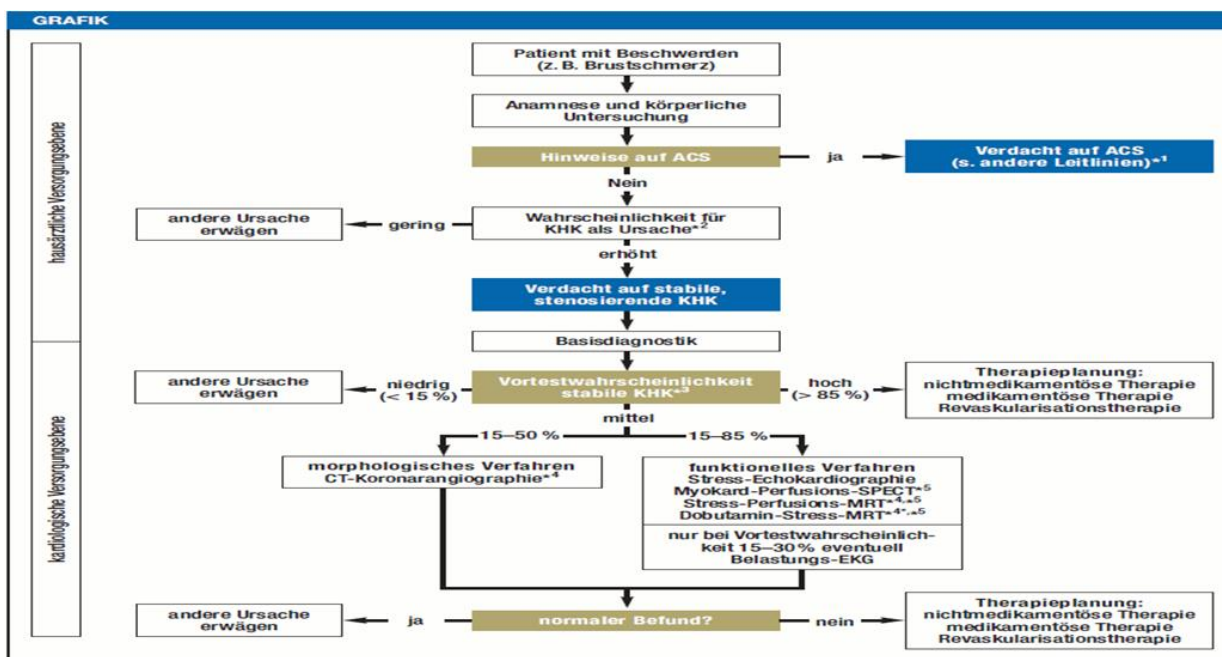 GRAFIK
hausärztliche Versorgungsebene
Patient mit Beschwerden
(z. B. Brustschmerz)
Anamnese und körperliche
Untersuchung
Hinweise auf ACS
ja
Verdacht auf ACS
(s. andere Leitlinien)*1
Nein
andere Ursache
erwägen
gering
Wahrscheinlichkeit für
KHK als Ursache*2
erhöht
Verdacht auf stabile,
stenosierende KHK
kardiologische Versorgungsebene
Basisdiagnostik
andere Ursache
erwägen
niedrig
(< 15 %)
Vortestwahrscheinlichkeit
stabile KHK*3
hoch
(> 85 %)
Therapieplanung:
nichtmedikamentöse Therapie
medikamentöse Therapie
Revaskularisationstherapie
mittel
15–50 %
15–85 %
morphologisches Verfahren
CT-Koronarangiographie*4
funktionelles Verfahren
Stress-Echokardiographie
Myokard-Perfusions-SPECT*5
Stress-Perfusions-MRT*4,*5
Dobutamin-Stress-MRT*4*,*5
nur bei Vortestwahrscheinlich-
keit 15–30 % eventuell
Belastungs-EKG
andere Ursache
erwägen
ja
normaler Befund?
nein
Therapieplanung:
nichtmedikamentöse Therapie
medikamentöse Therapie
Revaskularisationstherapie